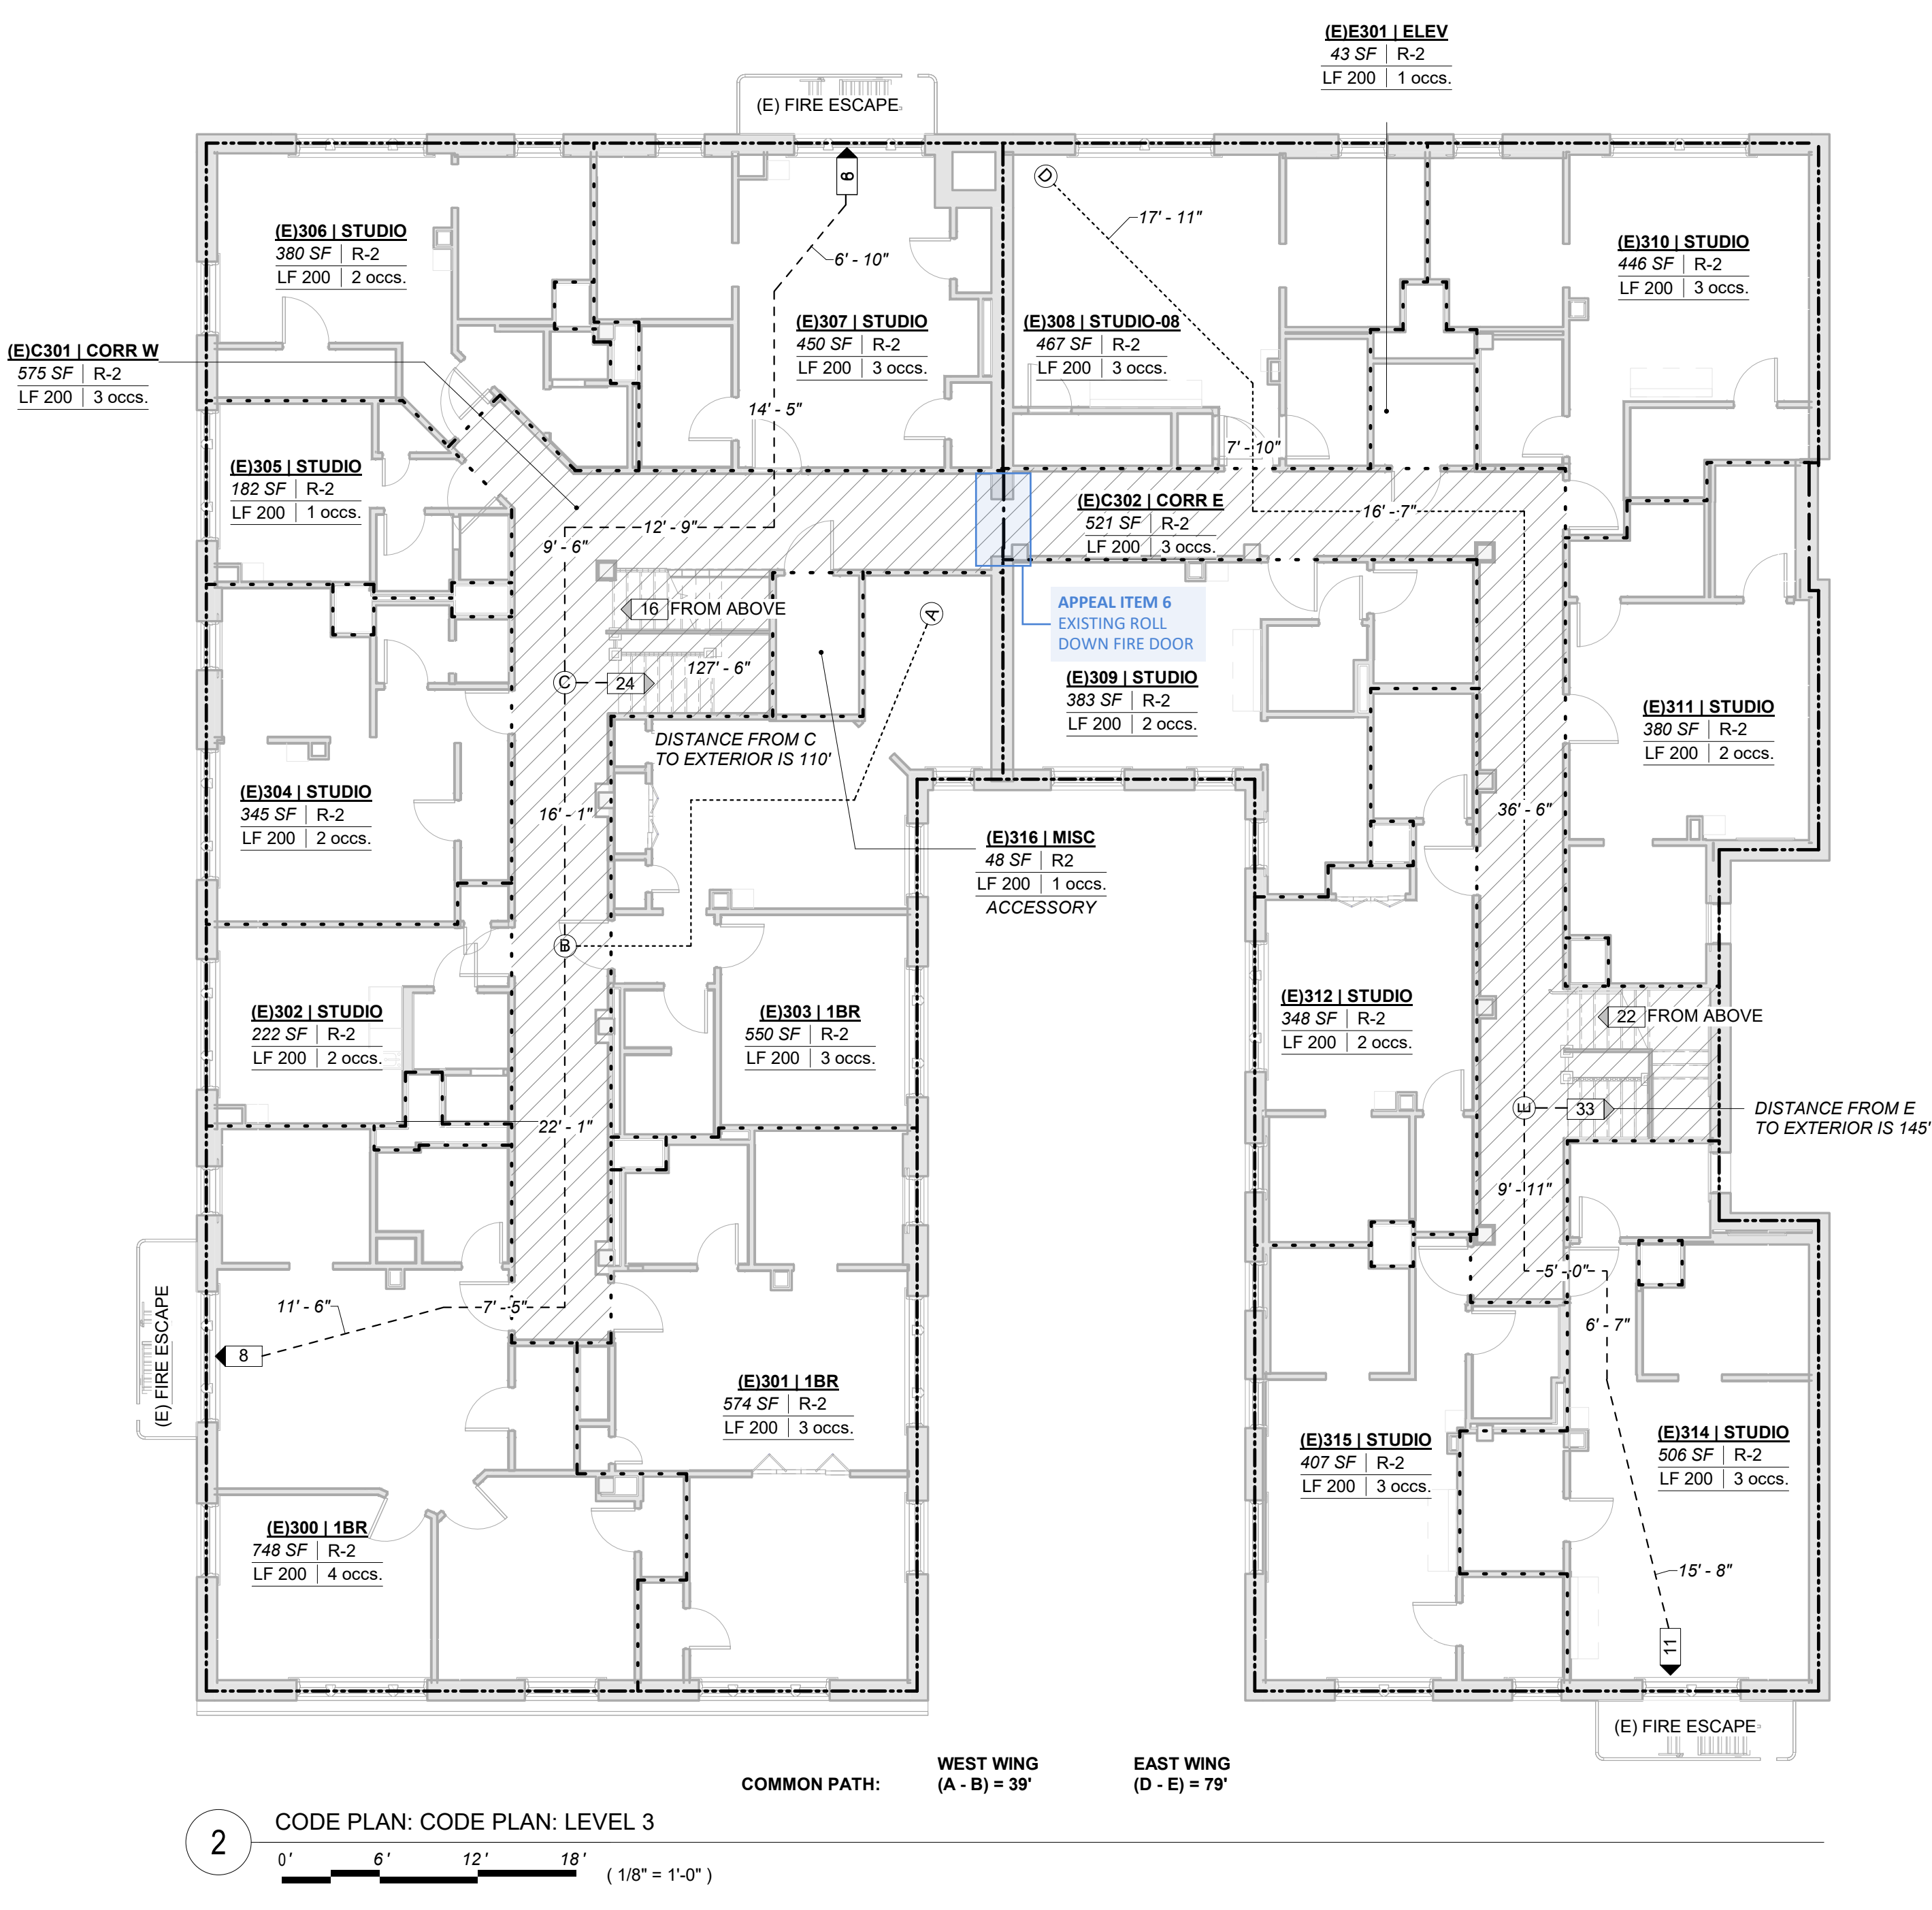 (E)E301 | ELEV
43 SF | R-2
LF 200 | 1 occs.
(E) FIRE ESCAPE
(E)306 | STUDIO
380 SF | R-2
LF 200 | 2 occs.
9
6' - 10"
D
17' - 11"
(E)310 | STUDIO
446 SF | R-2
LF 200 | 3 occs.
(E)307 | STUDIO
450 SF | R-2
LF 200 | 3 occs.
(E)308 | STUDIO-08
467 SF | R-2
LF 200 | 3 occs.
(E)C301 | CORR W
575 SF | R-2
LF 200 | 3 occs.
14' - 5"
7' - 10"
(E)305 | STUDIO
182 SF | R-2
LF 200 | 1 occs.
12' - 9"
9' - 6"
(E)C302 | CORR E
521 SF | R-2
LF 200 | 3 occs.
16' - 7"
16 FROM ABOVE
A
APPEAL ITEM 6
EXISTING ROLL
DOWN FIRE DOOR
127' - 6"
C
24
(E)309 | STUDIO
383 SF | R-2
LF 200 | 2 occs.
(E)311 | STUDIO
380 SF | R-2
LF 200 | 2 occs.
DISTANCE FROM C
TO EXTERIOR IS 110'
(E)304 | STUDIO
345 SF | R-2
LF 200 | 2 occs.
16' - 1"
36' - 6"
(E)316 | MISC
48 SF | R2
LF 200 | 1 occs.
ACCESSORY
B
(E)302 | STUDIO
222 SF | R-2
LF 200 | 2 occs.
(E)303 | 1BR
550 SF | R-2
LF 200 | 3 occs.
(E)312 | STUDIO
348 SF | R-2
LF 200 | 2 occs.
22 FROM ABOVE
E
33
DISTANCE FROM E
TO EXTERIOR IS 145'
22' - 1"
9' - 11"
5' - 0"
11' - 6"
7' - 5"
6' - 7"
8
(E) FIRE ESCAPE
(E)301 | 1BR
574 SF | R-2
LF 200 | 3 occs.
(E)315 | STUDIO
407 SF | R-2
LF 200 | 3 occs.
(E)314 | STUDIO
506 SF | R-2
LF 200 | 3 occs.
(E)300 | 1BR
748 SF | R-2
LF 200 | 4 occs.
15' - 8"
11
(E) FIRE ESCAPE
WEST WING EAST WING
COMMON PATH: (A - B) = 39' (D - E) = 79'
2 CODE PLAN: CODE PLAN: LEVEL 3
0' 6' 12' 18'
( 1/8" = 1'-0" )